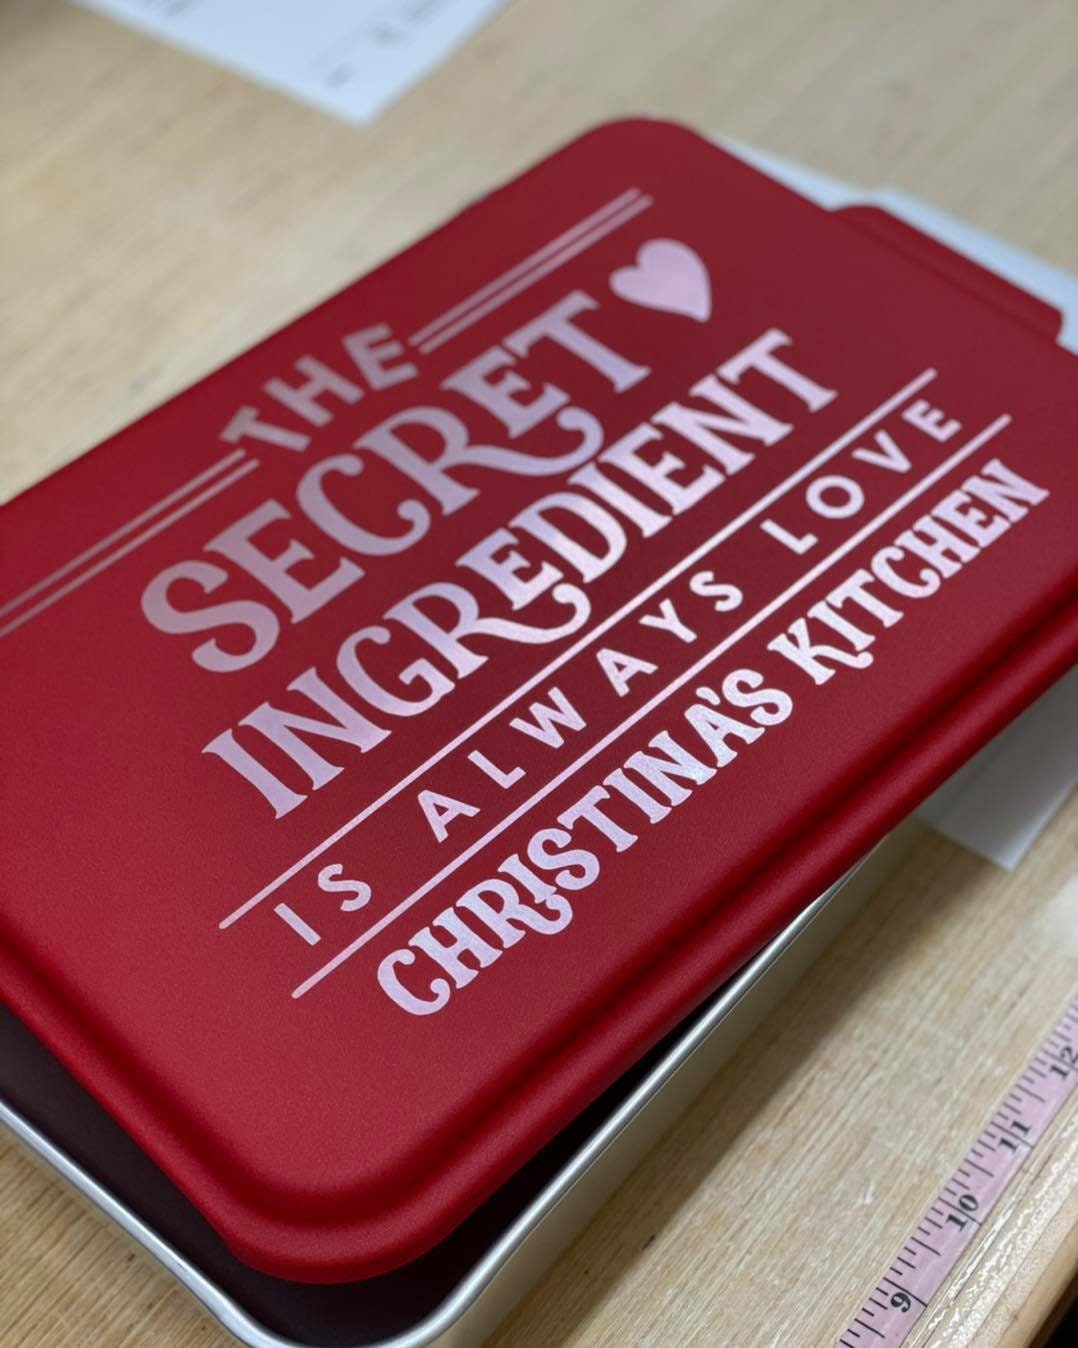 THE
SECRET
INGREDIENT
IS ALWAYS LOVE
CHRISTINA'S KITCHEN
9
10
11
12